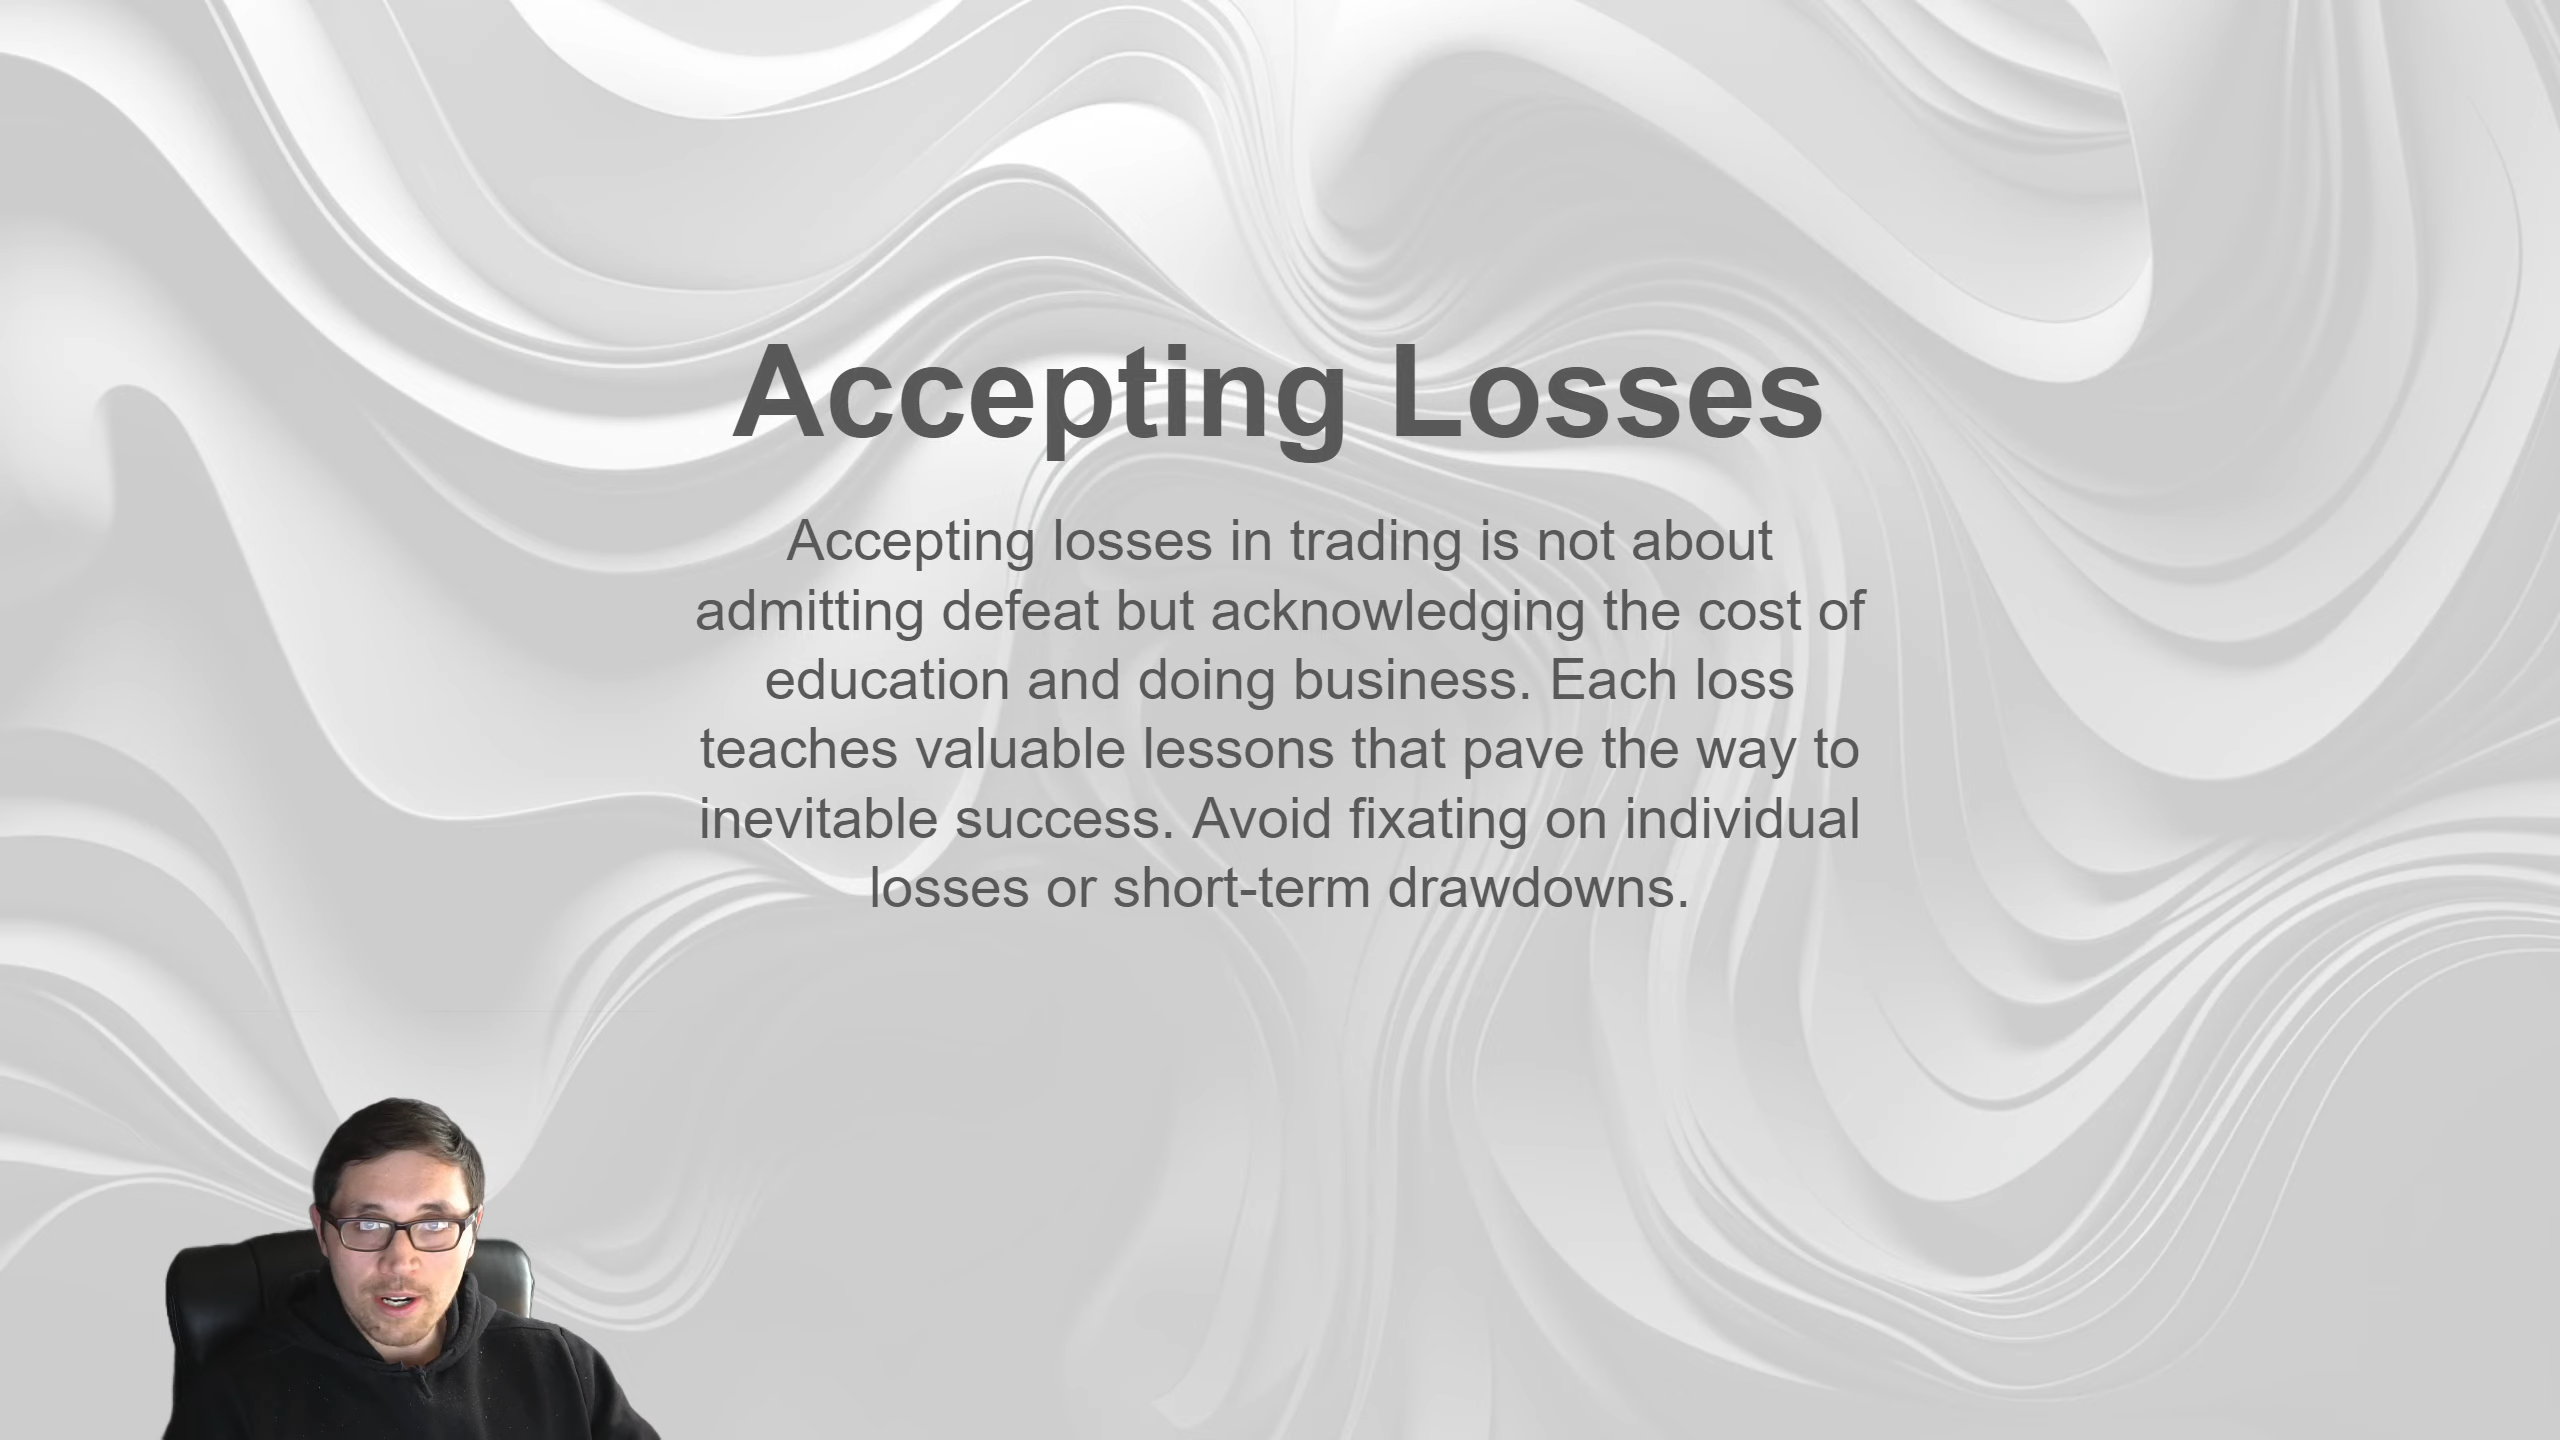 Accepting Losses
Accepting losses in trading is not about
admitting defeat but acknowledging the cost of
education and doing business. Each loss
teaches valuable lessons that pave the way to
inevitable success. Avoid fixating on individual
losses or short-term drawdowns.